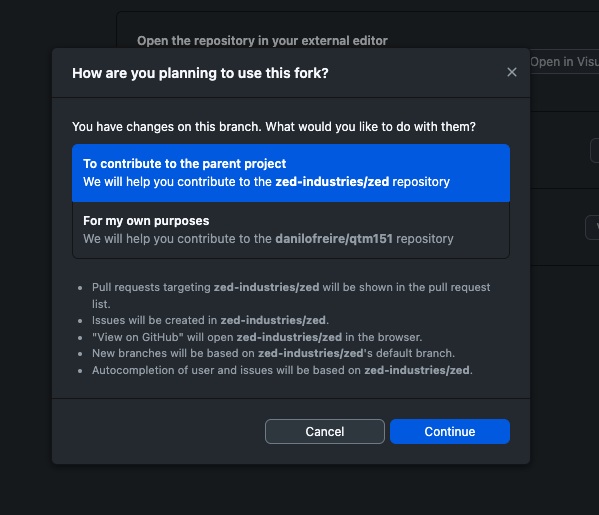 Open the repository in your external editor
Open in Visu
How are you planning to use this fork?
You have changes on this branch. What would you like to do with them?
To contribute to the parent project
We will help you contribute to the zed-industries/zed repository
For my own purposes
We will help you contribute to the danilofreire/qtm151 repository
• Pull requests targeting zed-industries/zed will be shown in the pull request
list.
• Issues will be created in zed-industries/zed.
• "View on GitHub" will open zed-industries/zed in the browser.
• New branches will be based on zed-industries/zed's default branch.
• Autocompletion of user and issues will be based on zed-industries/zed.
Cancel
Continue